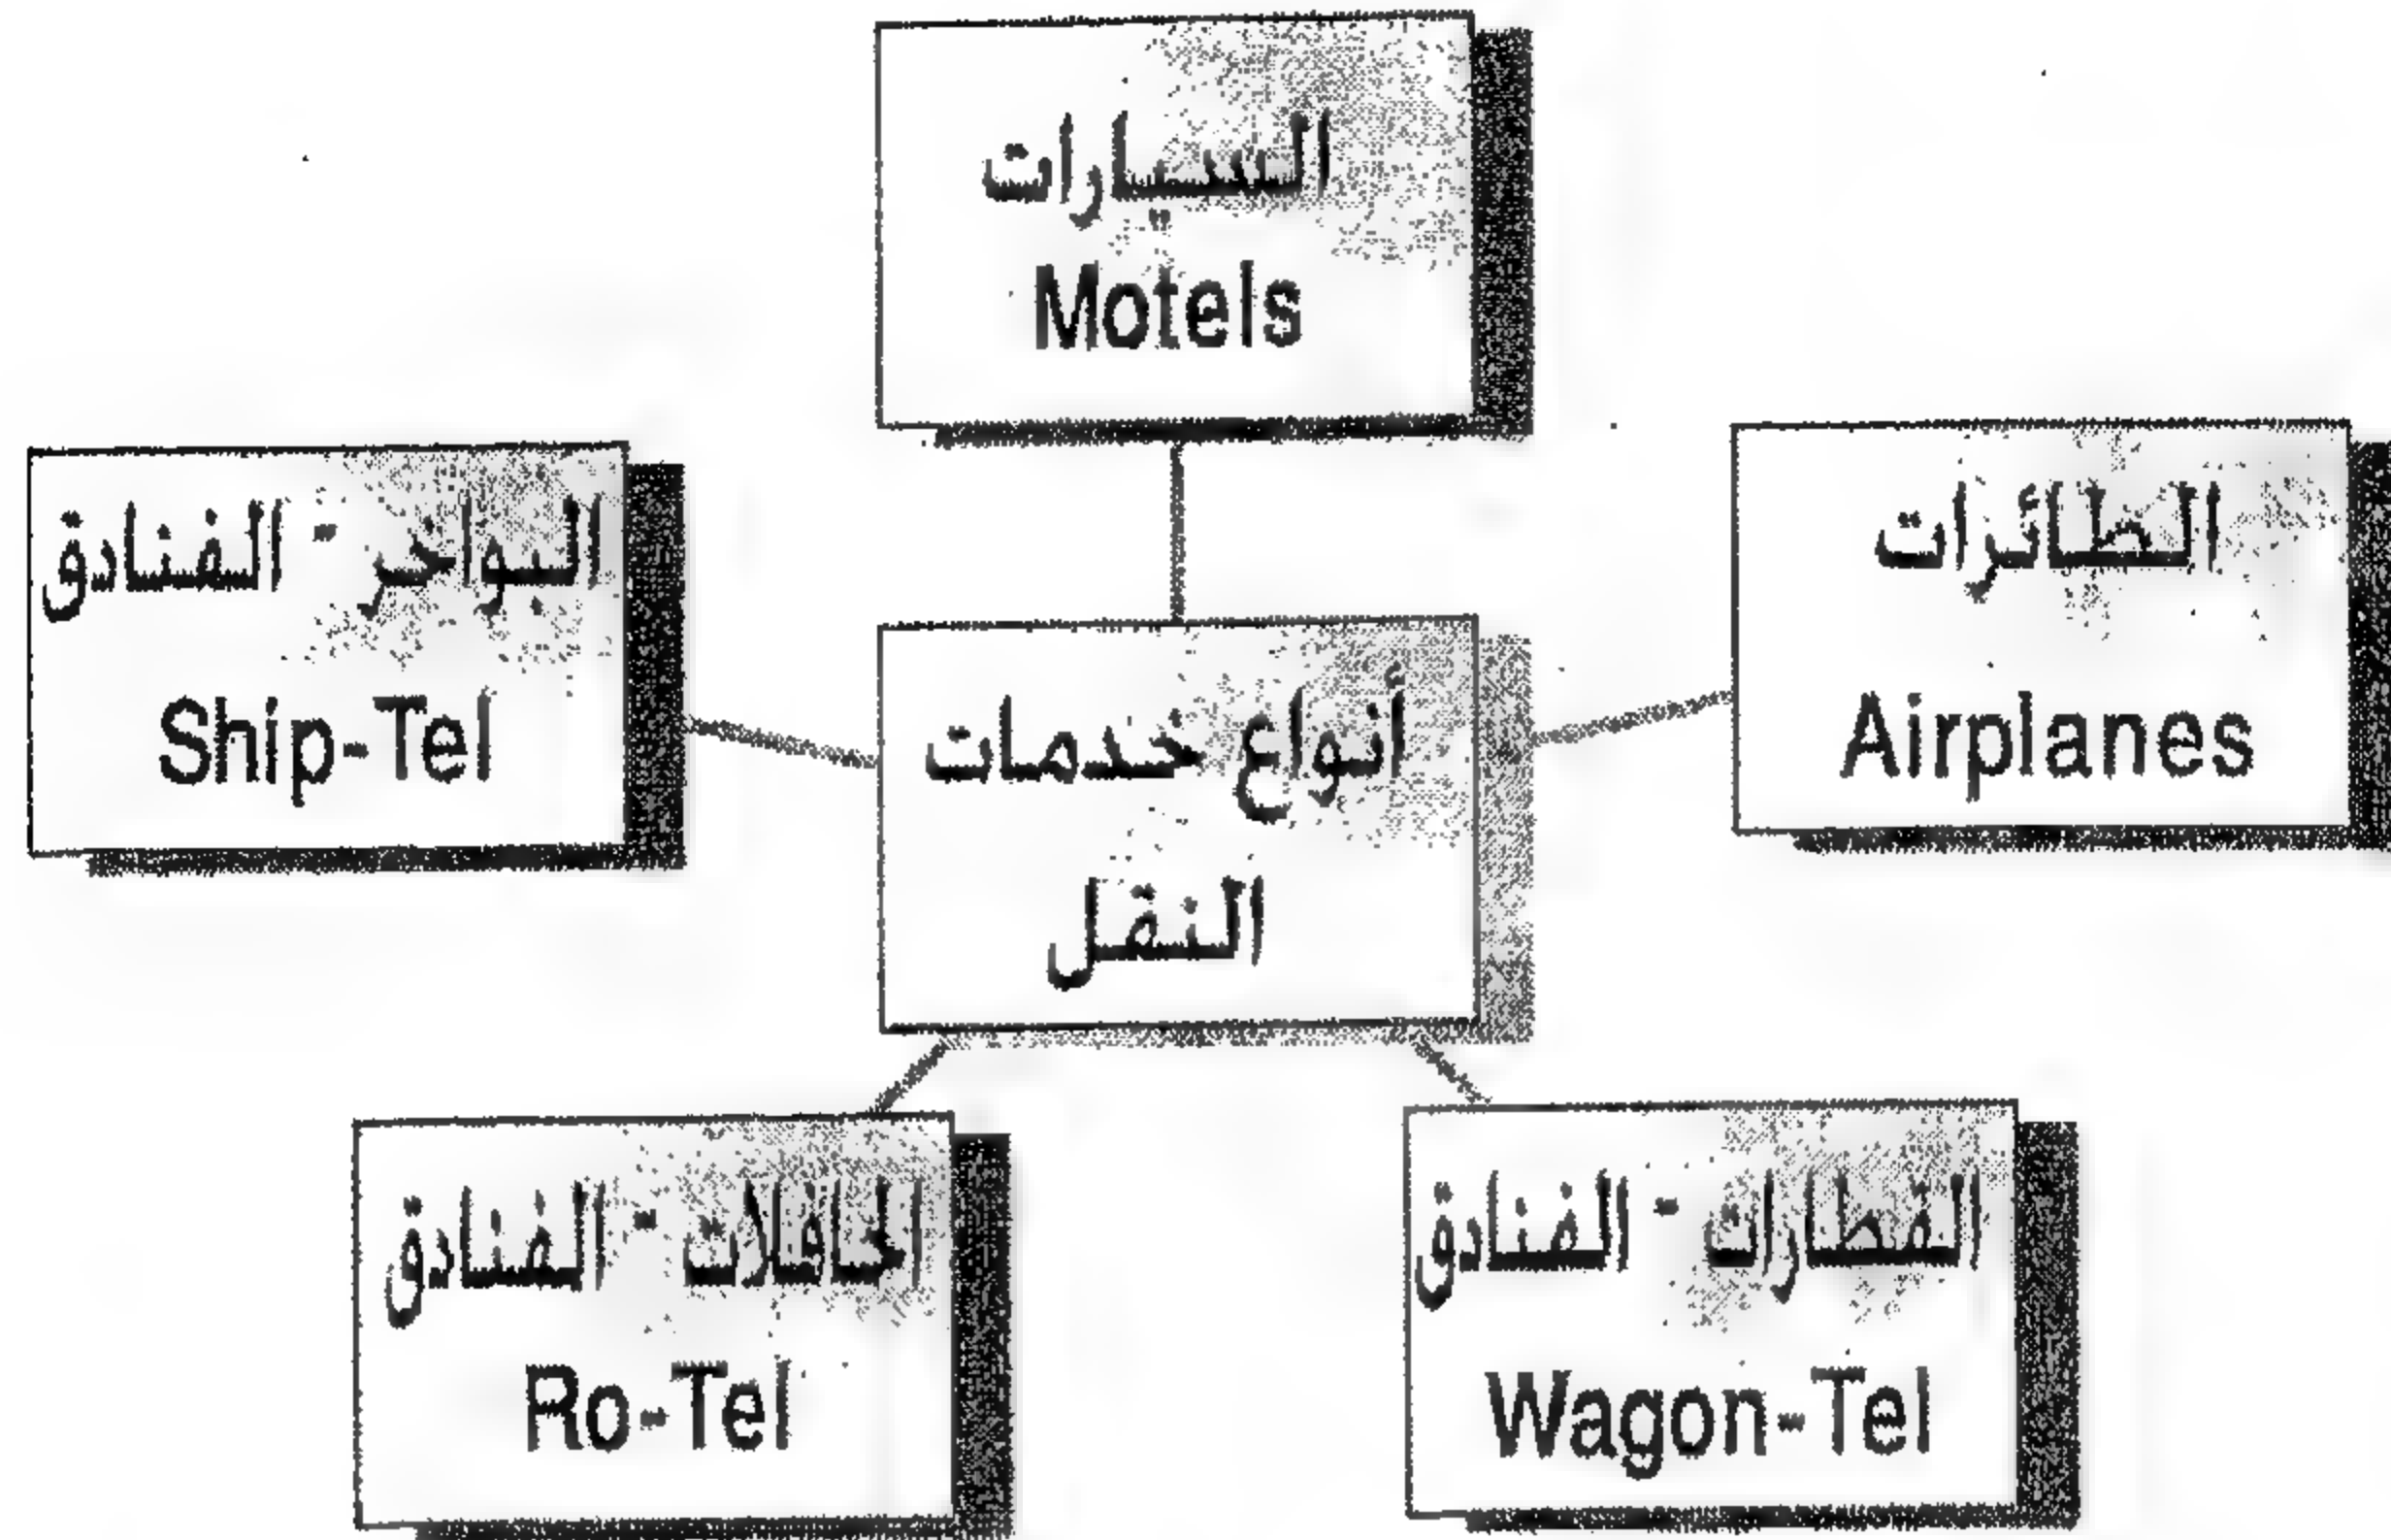 السيارات
Motels
الطائرات
Airplanes
البواخر - الفنادق
Ship-Tel
أنواع خدمات
النقل
القطارات - الفنادق
Wagon-Tel
الحافلات - الفنادق
Ro-Tel